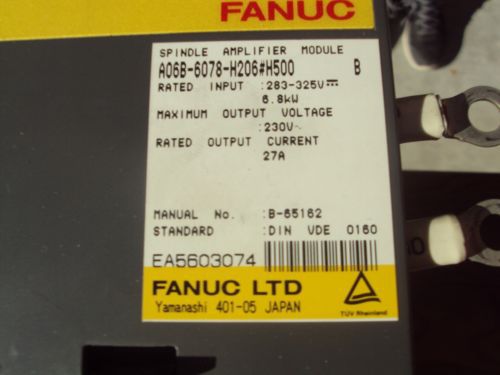 FANUC
SPINDLE AMPLIFIER MODULE
A06B-6078-H206#H500 B
RATED INPUT :283-325V⎓
6.8kW
MAXIMUM OUTPUT VOLTAGE
:230V~
RATED OUTPUT CURRENT
27A
MANUAL No. :B-65162
STANDARD :DIN VDE 0160
EA5603074
FANUC LTD
Yamanashi 401-05 JAPAN
TÜV Rheinland